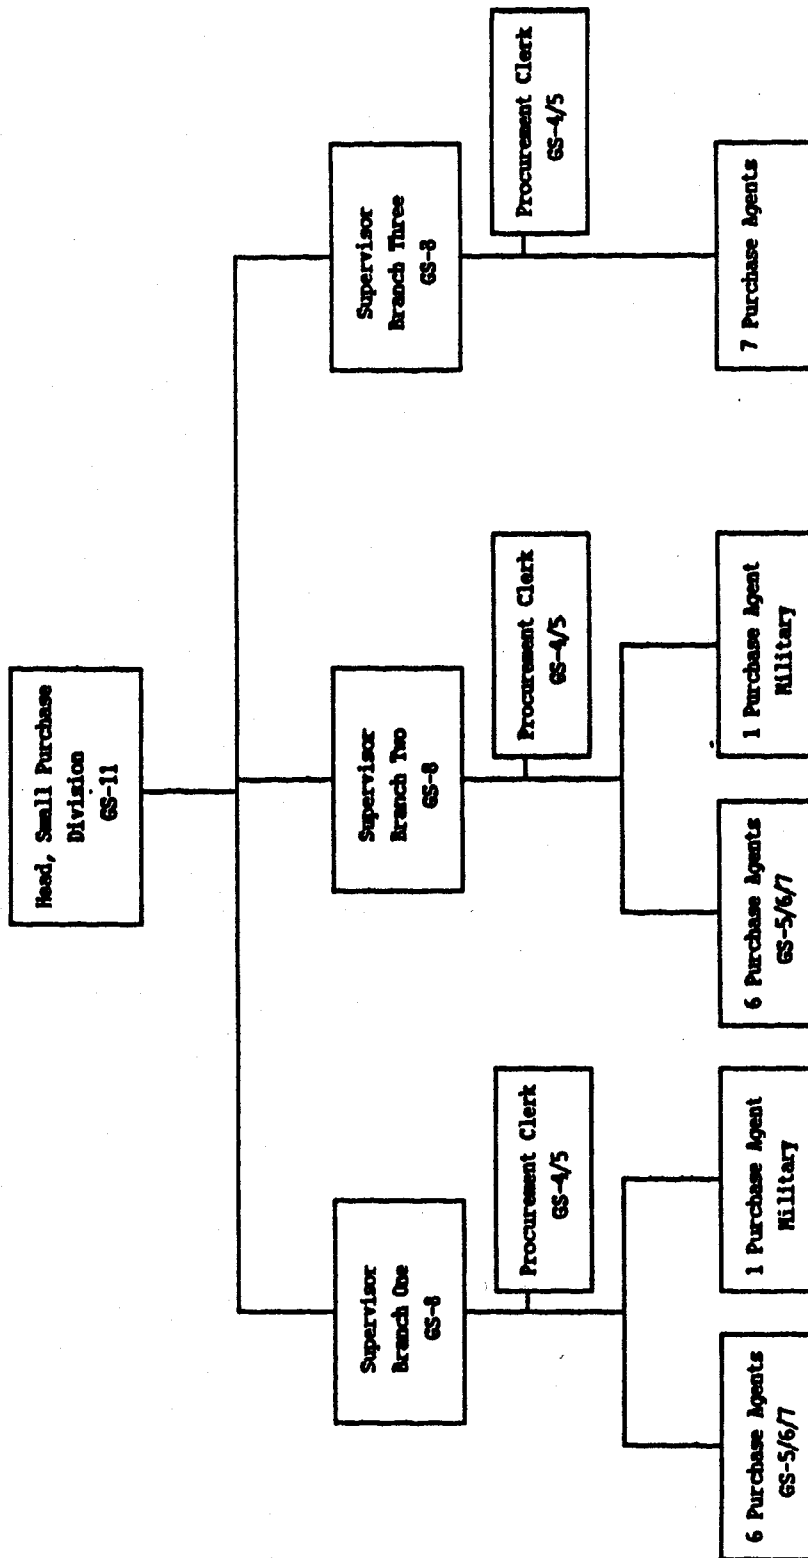 Head, Small Purchase
Division
GS-11
Supervisor
Branch One
GS-8
Supervisor
Branch Two
GS-8
Supervisor
Branch Three
GS-8
Procurement Clerk
GS-4/5
Procurement Clerk
GS-4/5
Procurement Clerk
GS-4/5
6 Purchase Agents
GS-5/6/7
1 Purchase Agent
Military
6 Purchase Agents
GS-5/6/7
1 Purchase Agent
Military
7 Purchase Agents